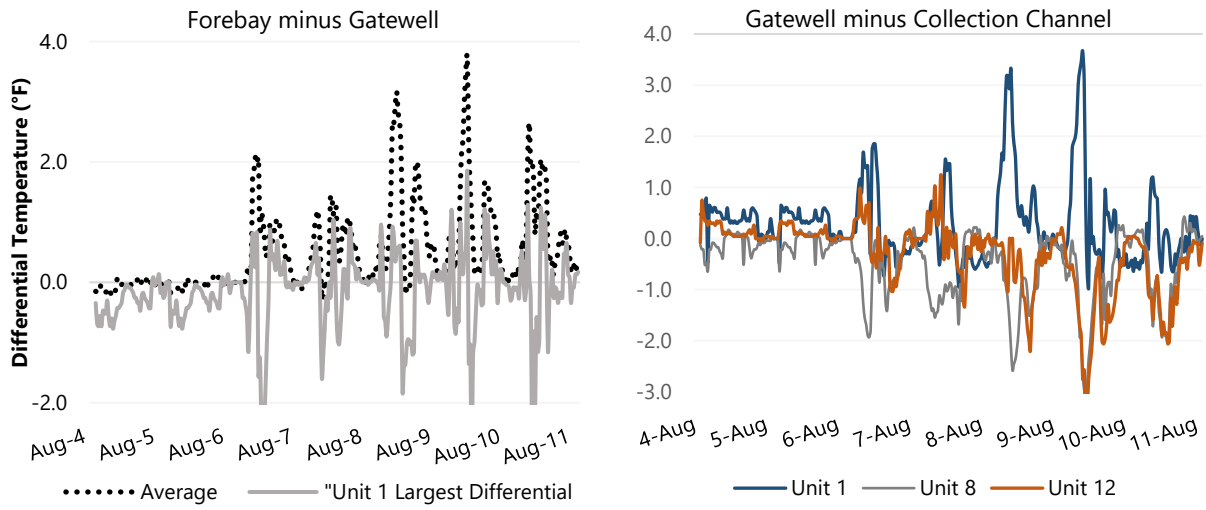 Forebay minus Gatewell
Differential Temperature (°F)
4.0
2.0
0.0
-2.0
Aug-4
Aug-5
Aug-6
Aug-7
Aug-8
Aug-9
Aug-10
Aug-11
Average
"Unit 1 Largest Differential
Gatewell minus Collection Channel
4.0
3.0
2.0
1.0
0.0
-1.0
-2.0
-3.0
4-Aug
5-Aug
6-Aug
7-Aug
8-Aug
9-Aug
10-Aug
11-Aug
Unit 1
Unit 8
Unit 12